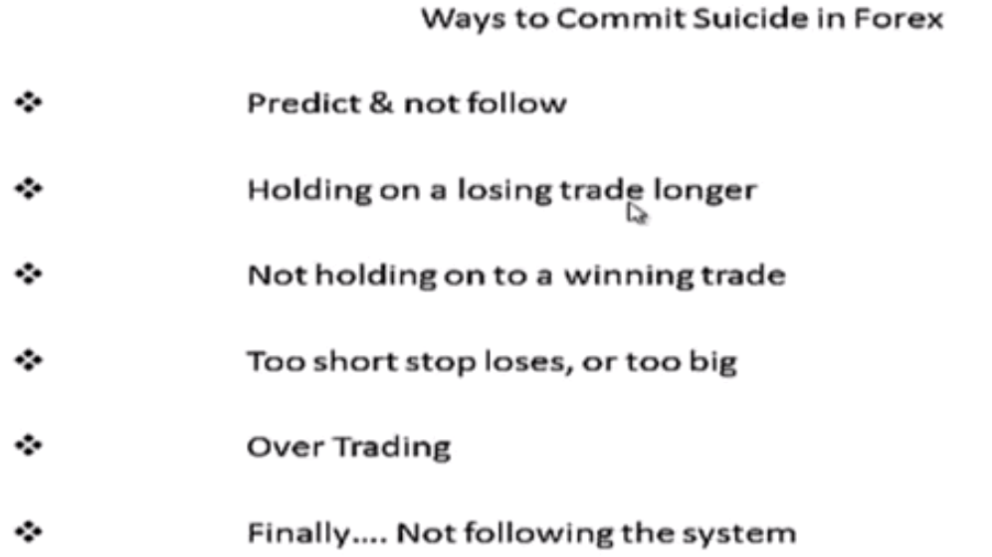 Ways to Commit Suicide in Forex
Predict & not follow
Holding on a losing trade longer
Not holding on to a winning trade
Too short stop loses, or too big
Over Trading
Finally.... Not following the system